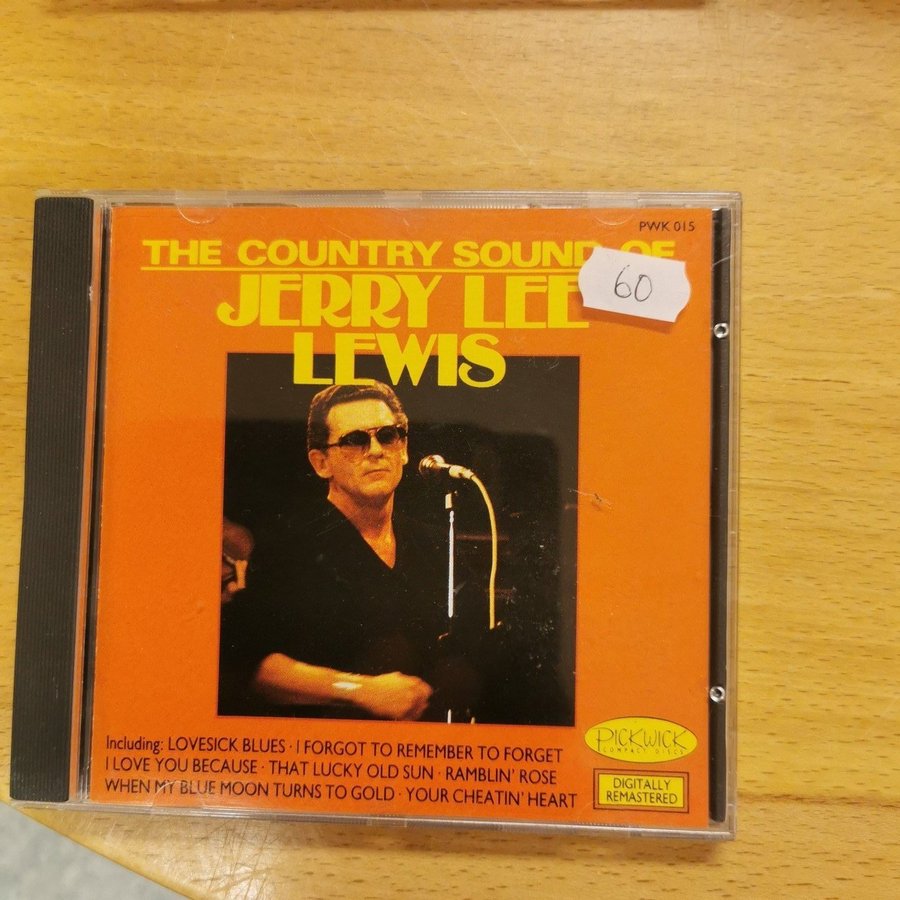 PWK 015
THE COUNTRY SOUND OF
60
JERRY LEE
LEWIS
Including: LOVESICK BLUES · I FORGOT TO REMEMBER TO FORGET
I LOVE YOU BECAUSE · THAT LUCKY OLD SUN · RAMBLIN' ROSE
WHEN MY BLUE MOON TURNS TO GOLD · YOUR CHEATIN' HEART
PICKWICK
COMPACT DISCS
DIGITALLY
REMASTERED